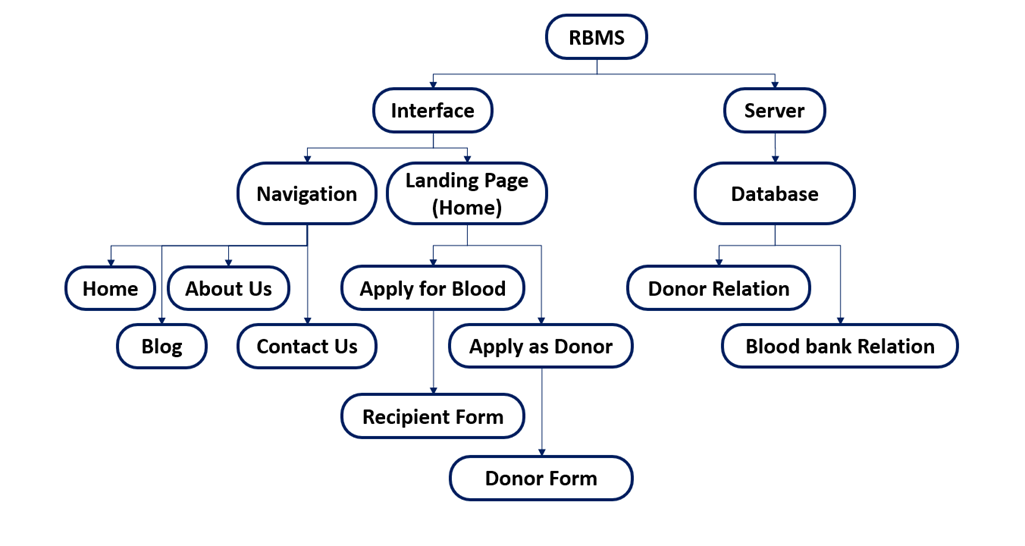 RBMS
Interface
Server
Navigation
Landing Page
(Home)
Database
Home
About Us
Apply for Blood
Donor Relation
Blog
Contact Us
Apply as Donor
Blood bank Relation
Recipient Form
Donor Form